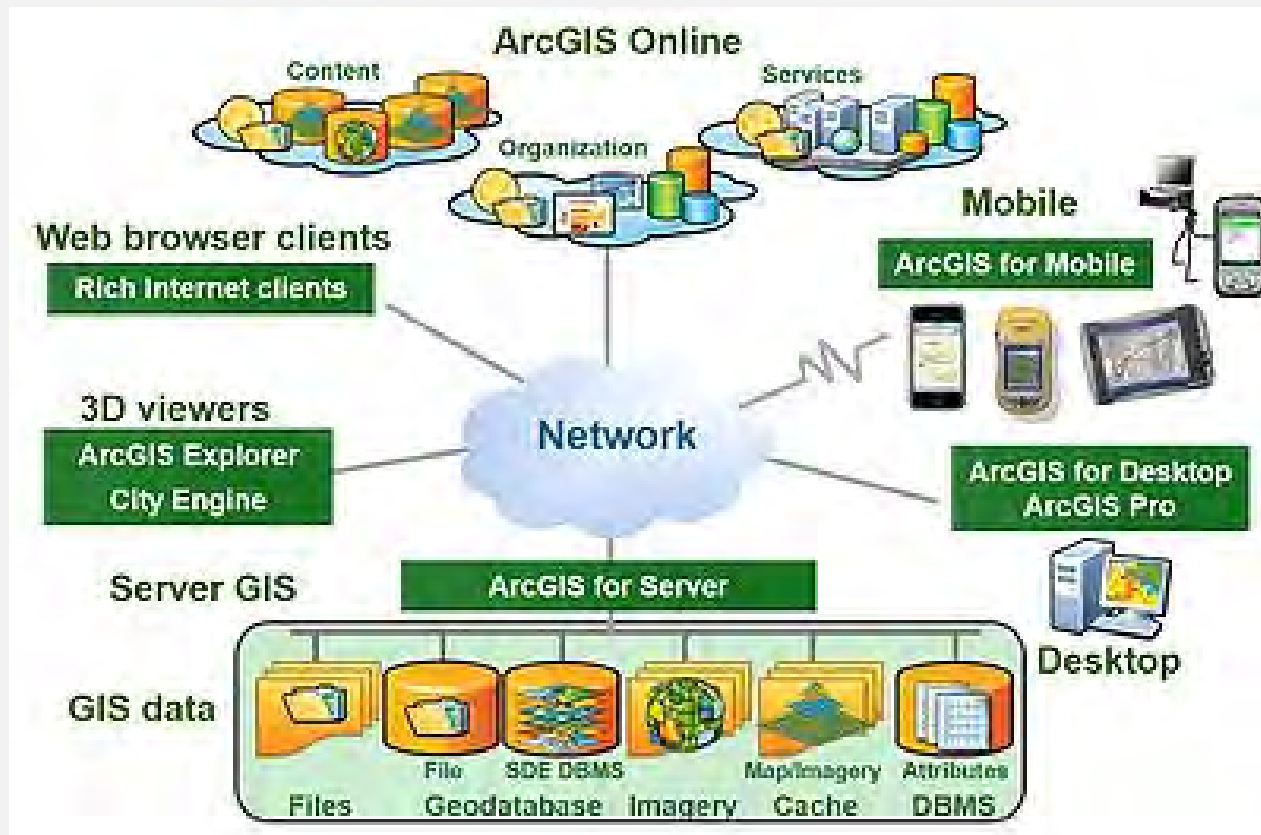 ArcGIS Online
Content
Services
Organization
Mobile
Web browser clients
ArcGIS for Mobile
Rich Internet clients
3D viewers
Network
ArcGIS Explorer
City Engine
ArcGIS for Desktop
ArcGIS Pro
Server GIS
ArcGIS for Server
Desktop
GIS data
File
SDE DBMS
Map/Imagery
Attributes
Files
Geodatabase
Imagery
Cache
DBMS